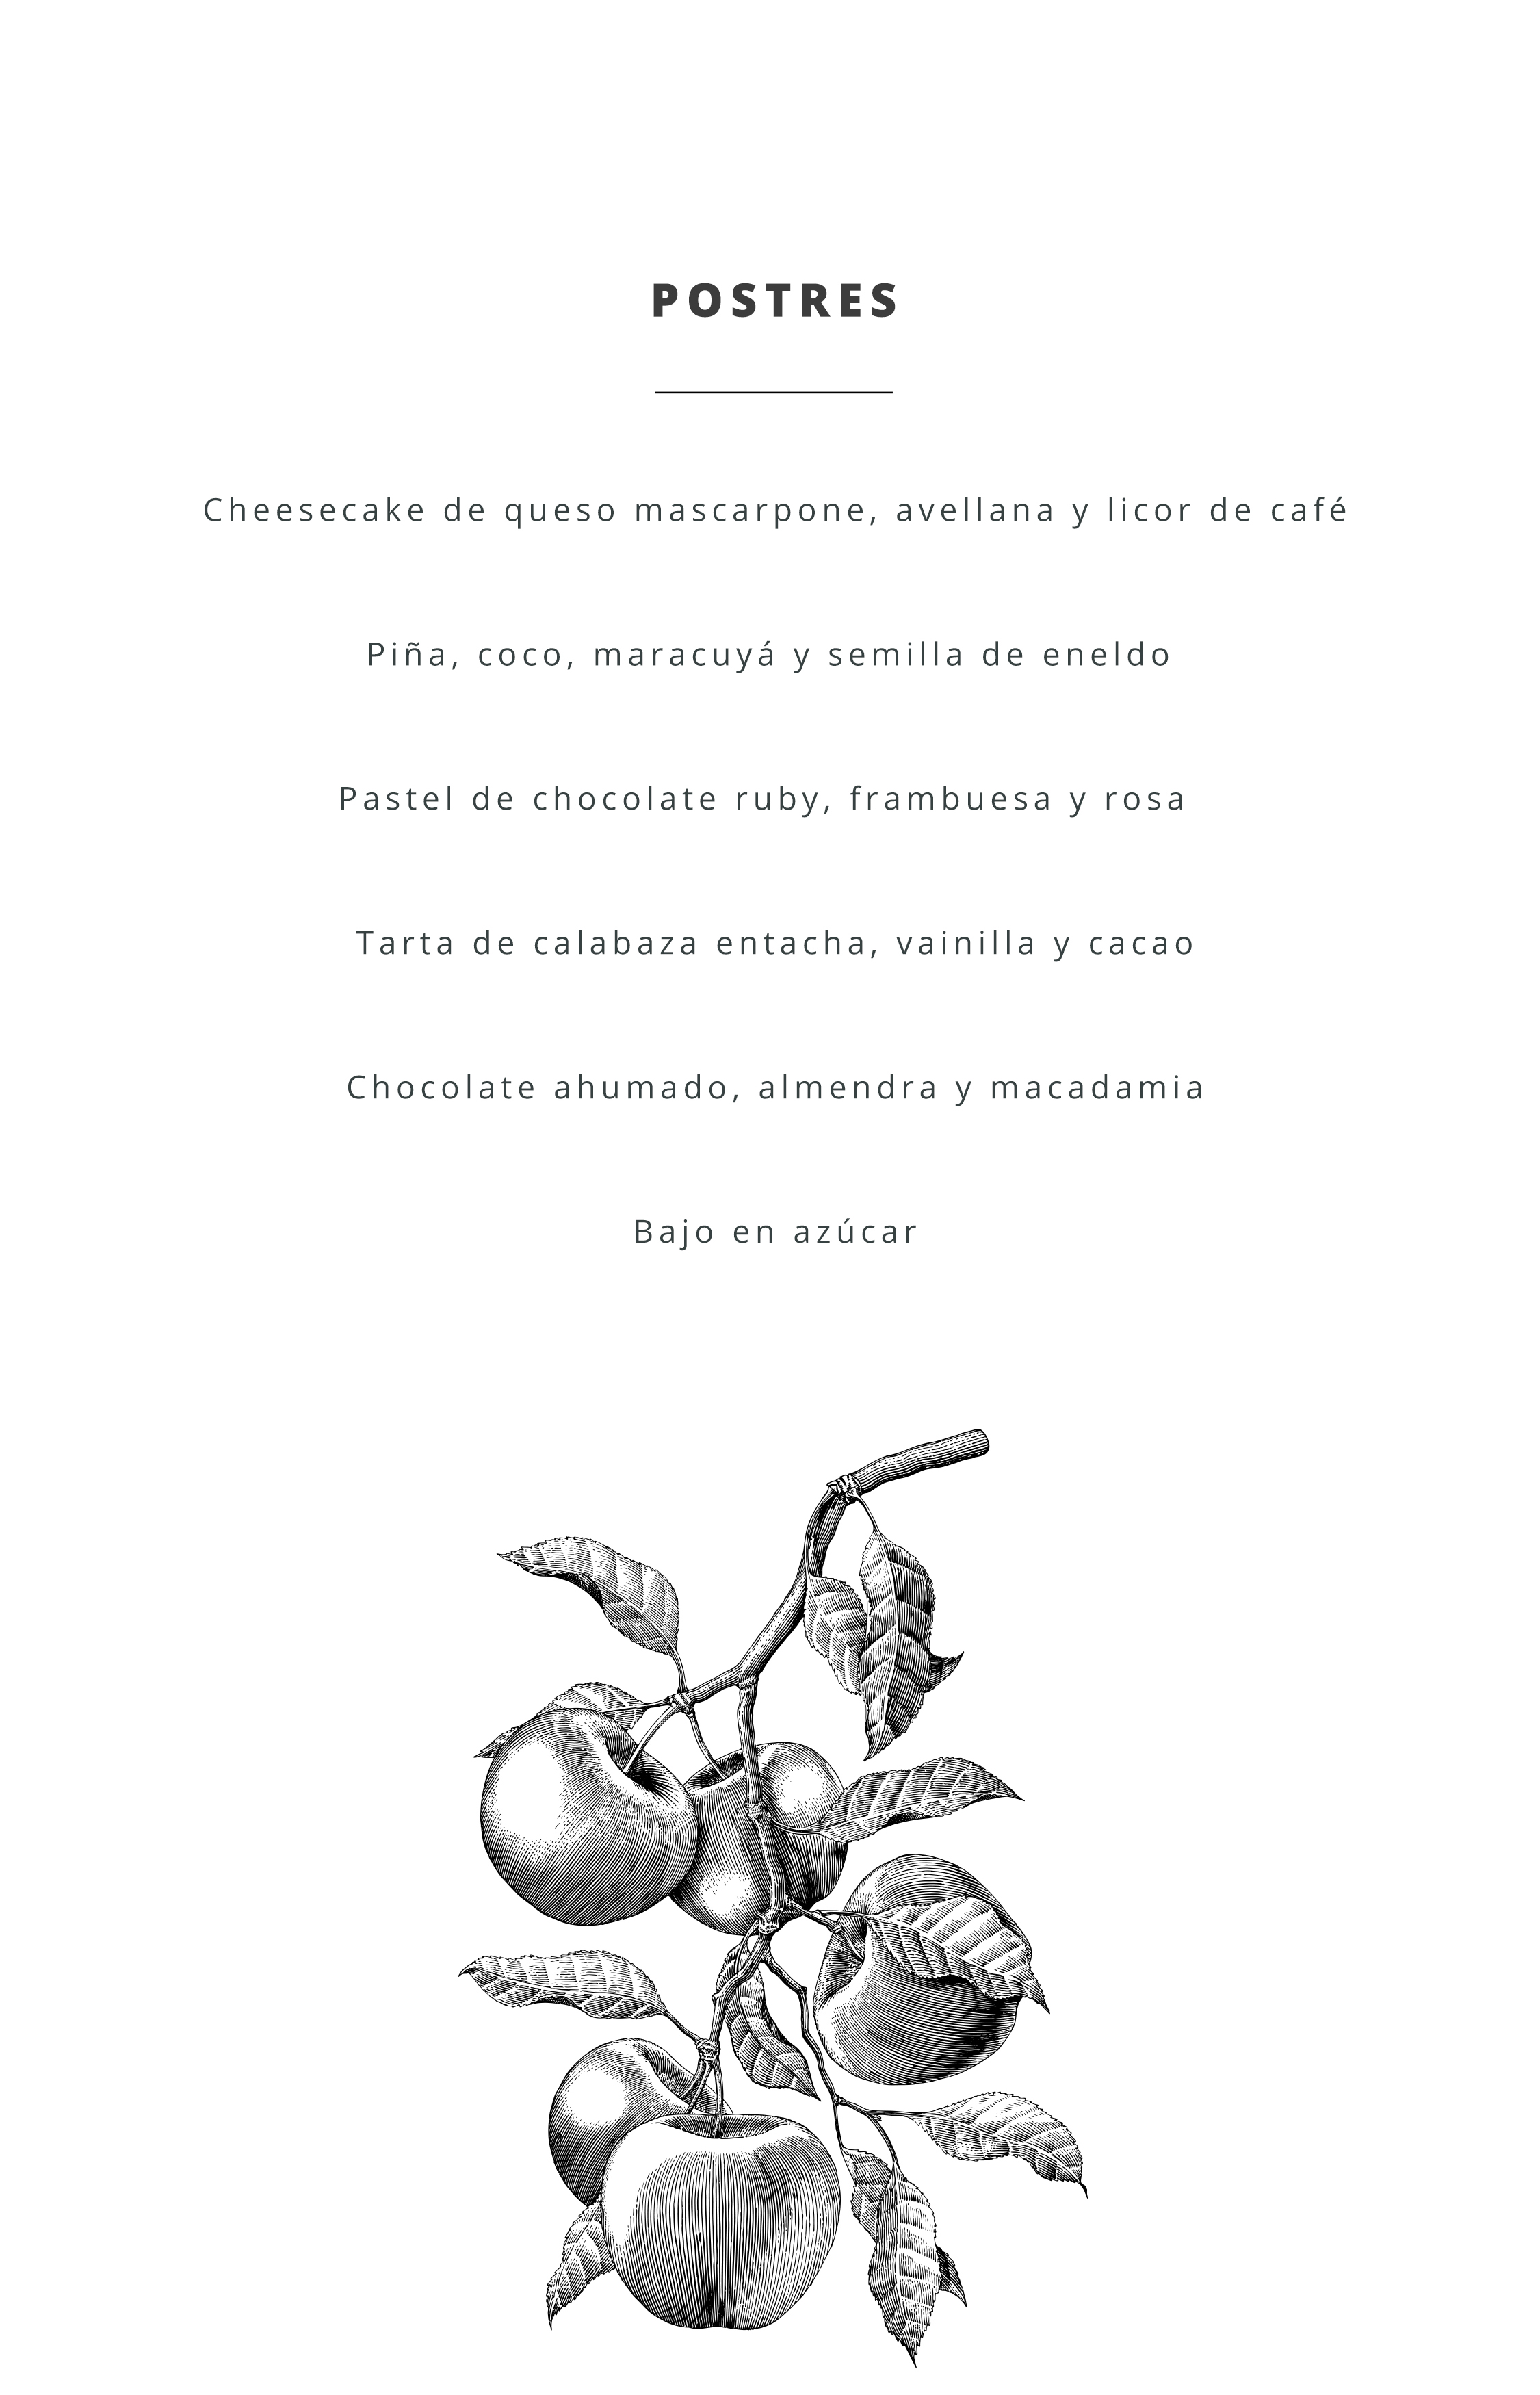 POSTRES
Cheesecake de queso mascarpone, avellana y licor de café
Piña, coco, maracuyá y semilla de eneldo
Pastel de chocolate ruby, frambuesa y rosa
Tarta de calabaza entacha, vainilla y cacao
Chocolate ahumado, almendra y macadamia
Bajo en azúcar